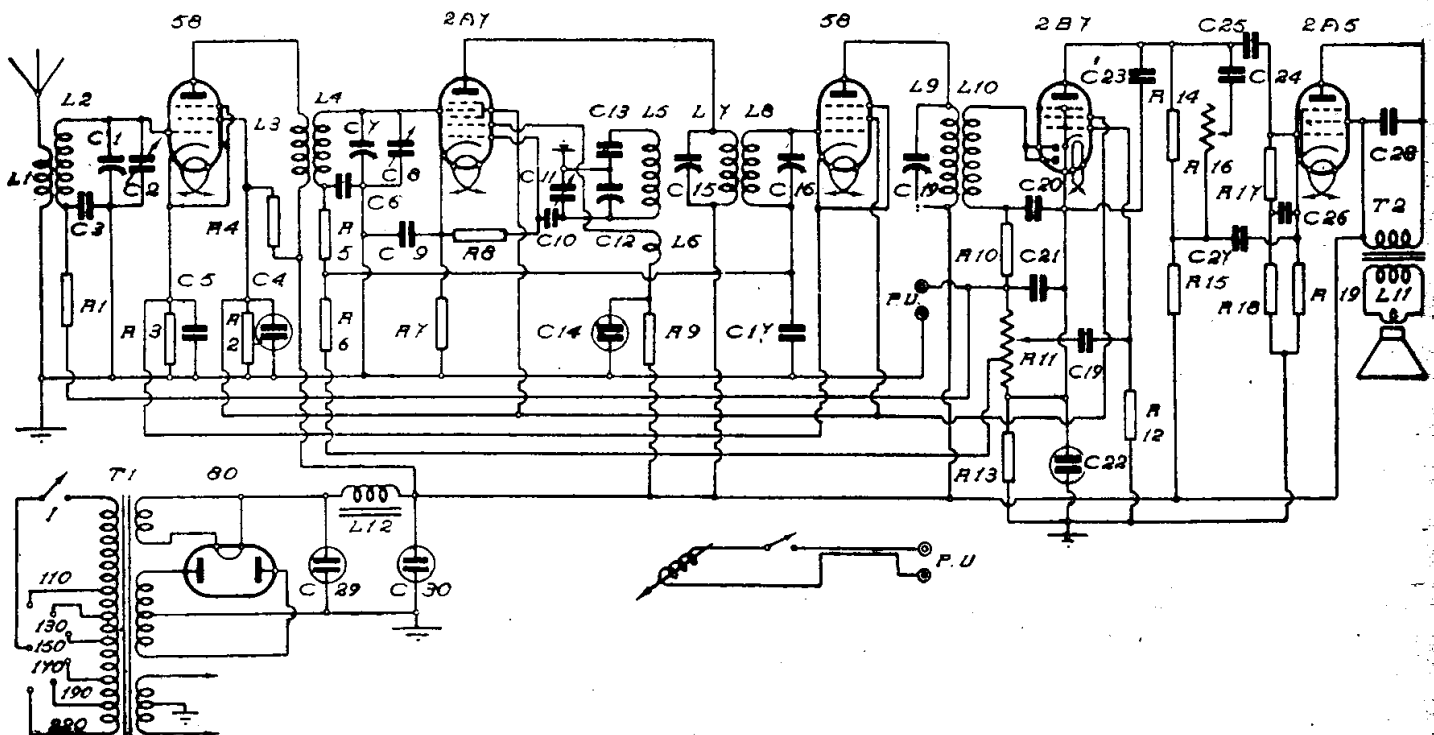 58
2A7
58
2B7
2A5
L2
C1
C2
L1
C3
R1
R3
C5
R4
R2
C4
L3
L4
C7
C8
C6
R5
C9
R8
R6
R7
C13
L5
C11
C10
C12
L6
C14
R9
L7
L8
C15
C16
C17
L9
L10
C19
C20
R10
C21
P.U.
R11
C19
R12
R13
C22
C23
R14
C25
C24
R16
R17
C26
C27
R15
R18
R19
C28
T2
L11
T1
80
I
L12
C29
C30
110
130
150
170
190
220
P.U